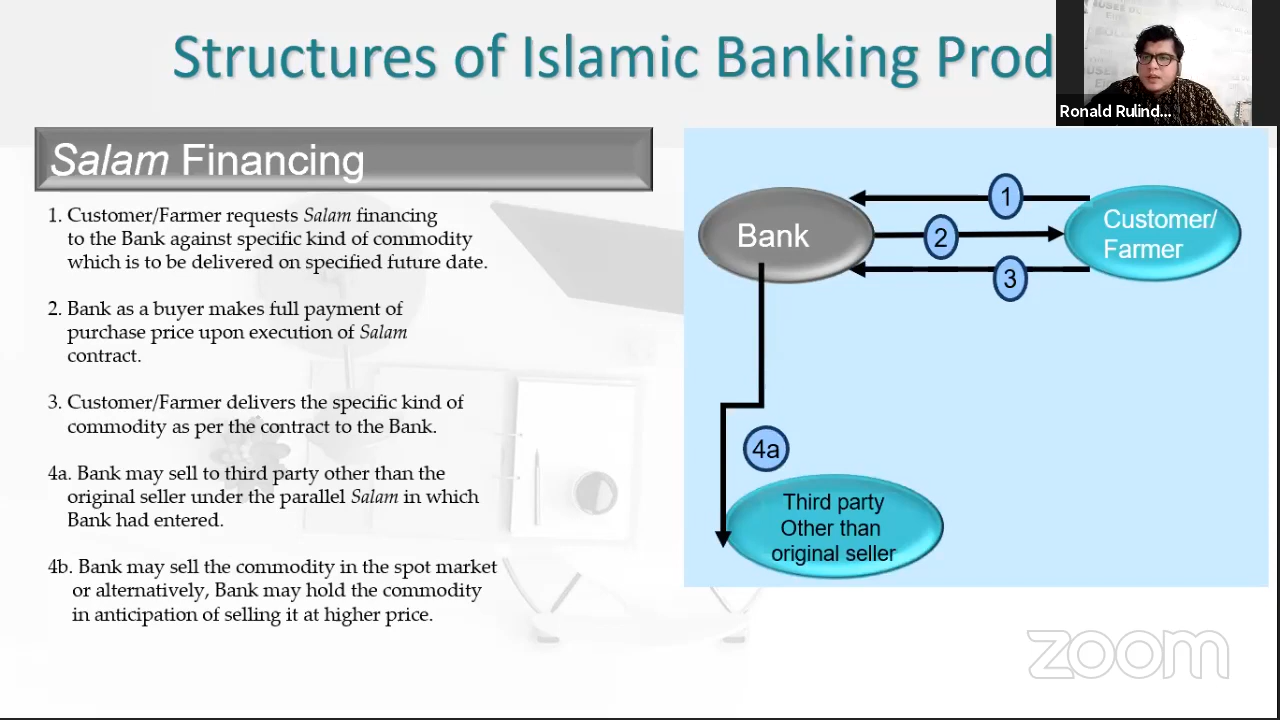 Structures of Islamic Banking Prod
Ronald Rulind...
Salam Financing
1. Customer/Farmer requests Salam financing
to the Bank against specific kind of commodity
which is to be delivered on specified future date.
2. Bank as a buyer makes full payment of
purchase price upon execution of Salam
contract.
3. Customer/Farmer delivers the specific kind of
commodity as per the contract to the Bank.
4a. Bank may sell to third party other than the
original seller under the parallel Salam in which
Bank had entered.
4b. Bank may sell the commodity in the spot market
or alternatively, Bank may hold the commodity
in anticipation of selling it at higher price.
1
Bank
2
Customer/
Farmer
3
4a
Third party
Other than
original seller
zoom